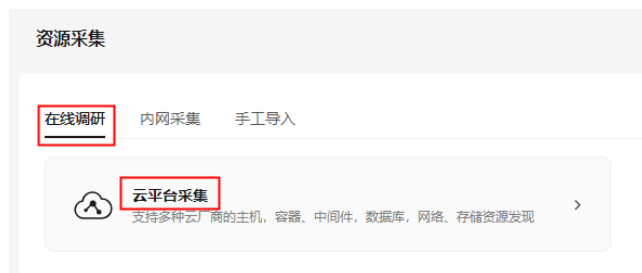 资源采集
在线调研 内网采集 手工导入
云平台采集
支持多种云厂商的主机，容器、中间件，数据库，网络、存储资源发现